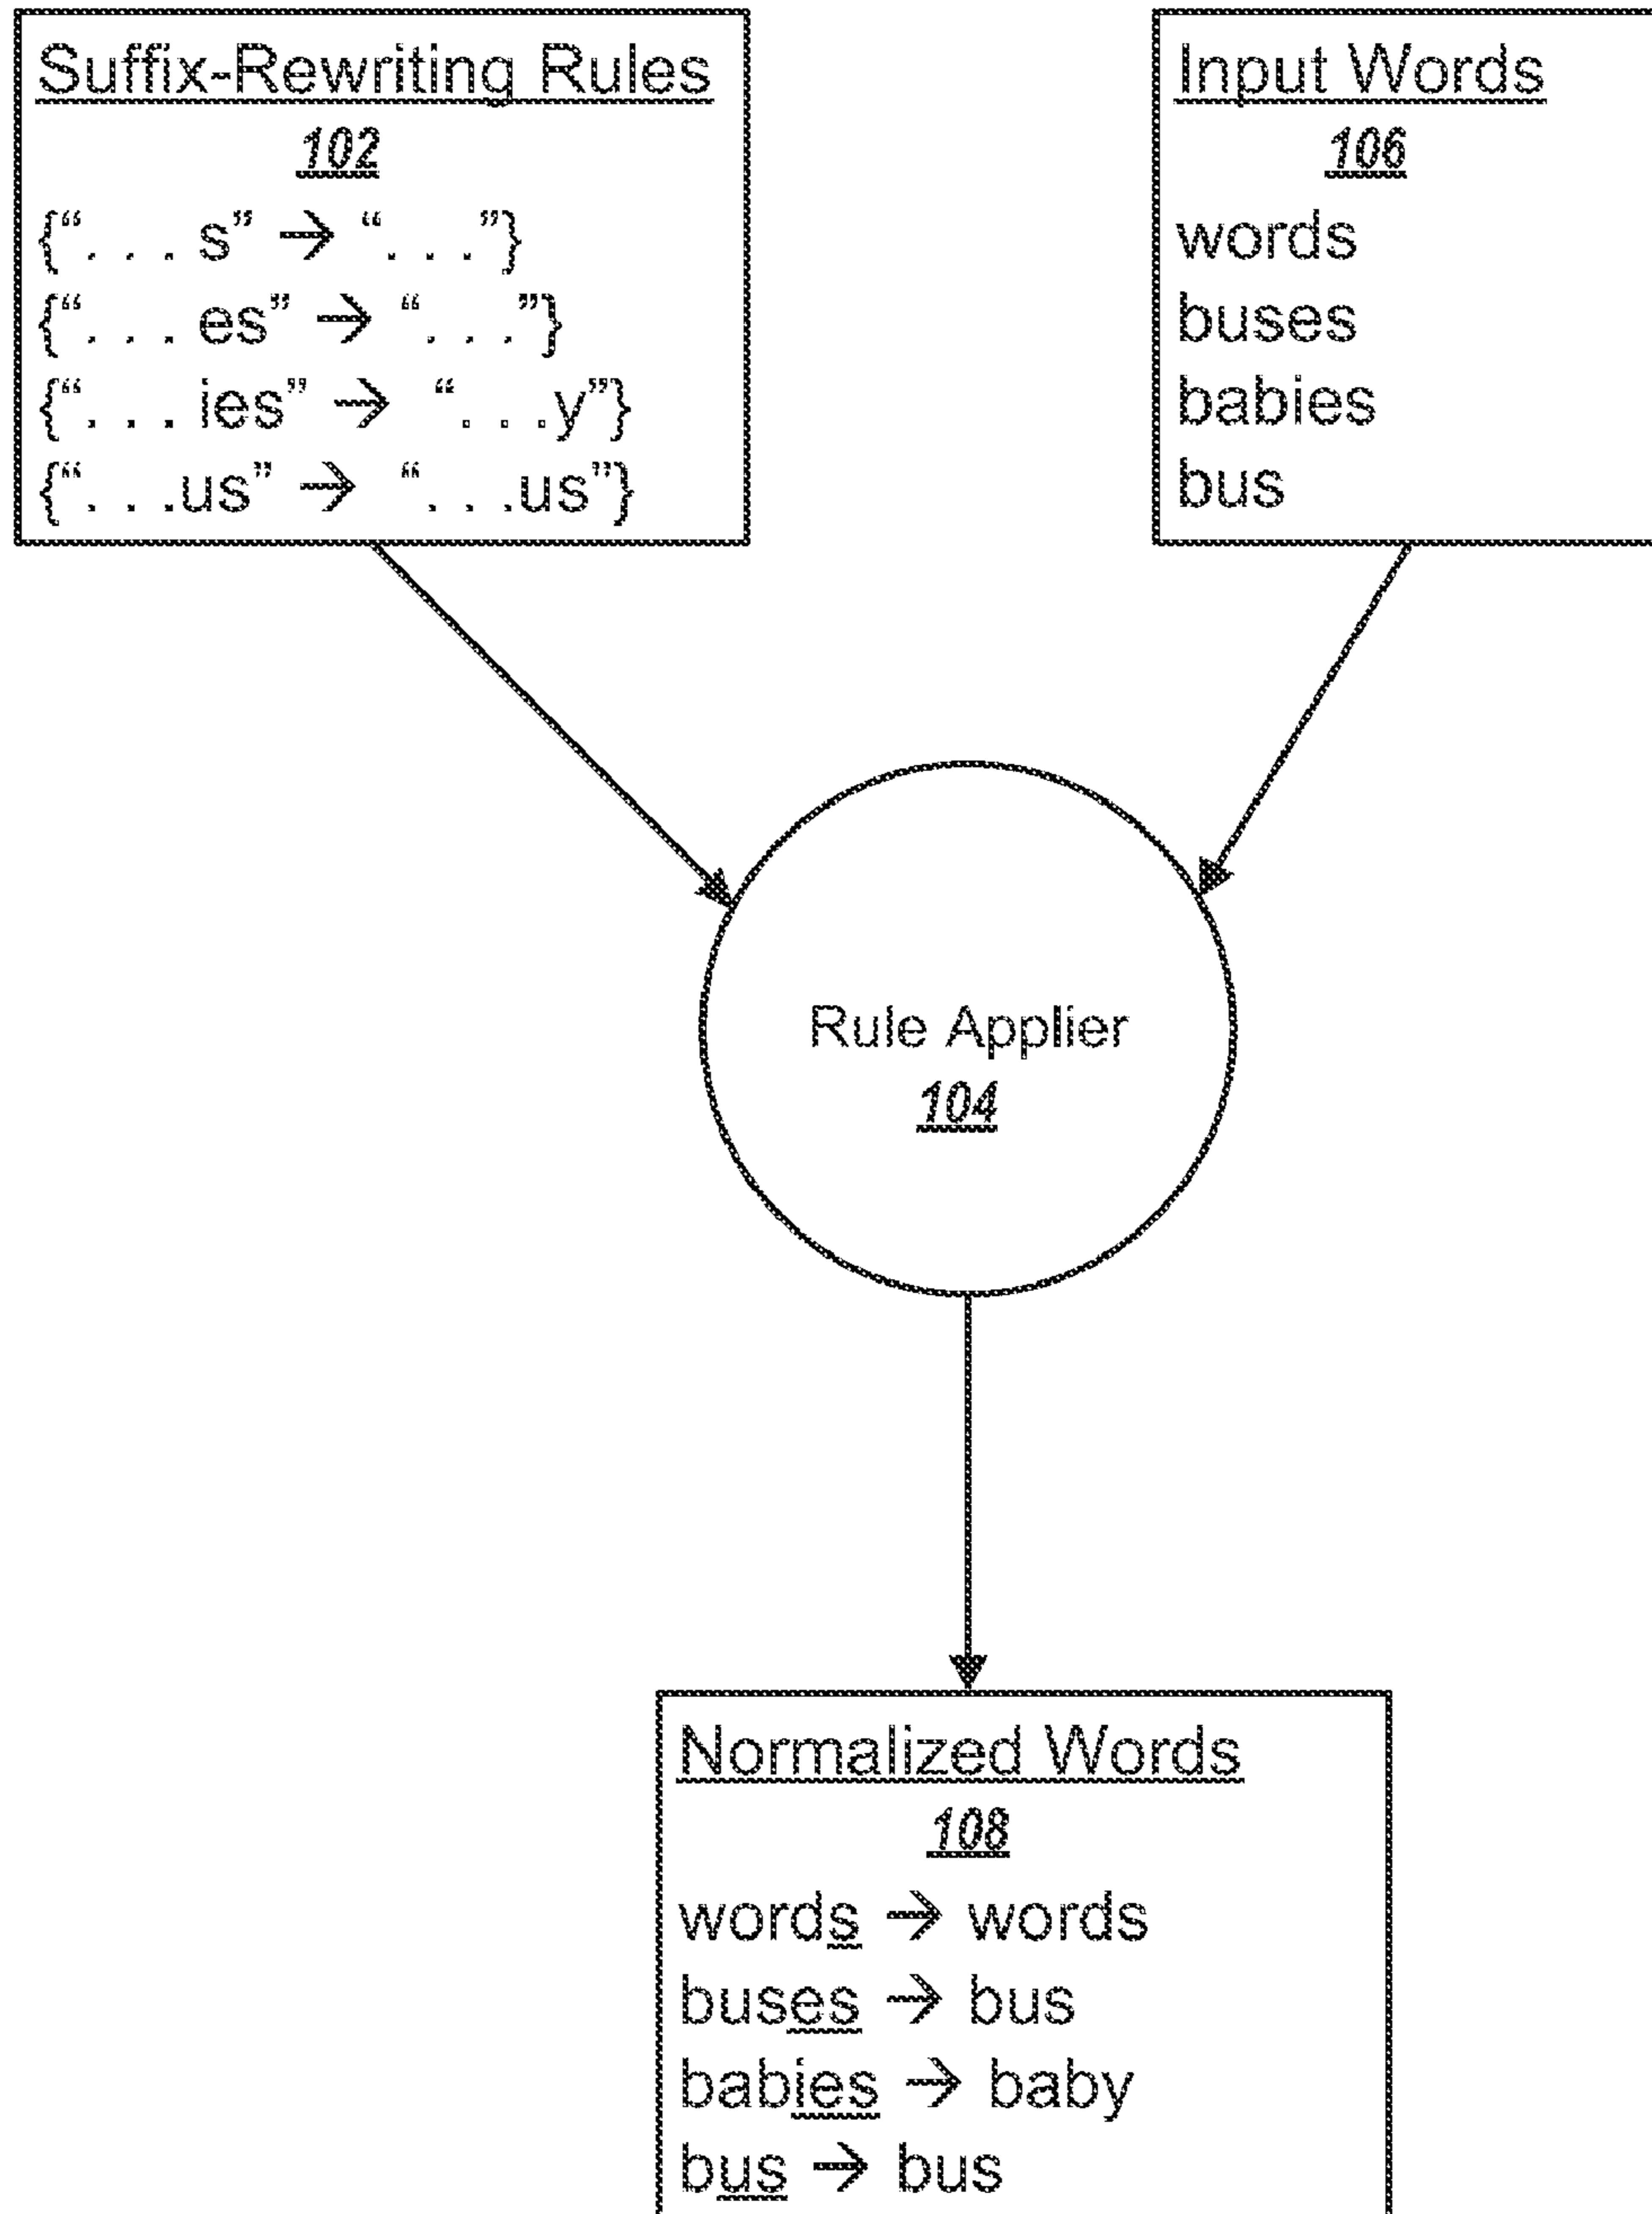 Suffix-Rewriting Rules
102
{“. . . s” → “. . .”}
{“. . . es” → “. . .”}
{“. . . ies” → “. . .y”}
{“. . .us” → “. . .us”}
Input Words
106
words
buses
babies
bus
Rule Applier
104
Normalized Words
108
words → words
buses → bus
babies → baby
bus → bus